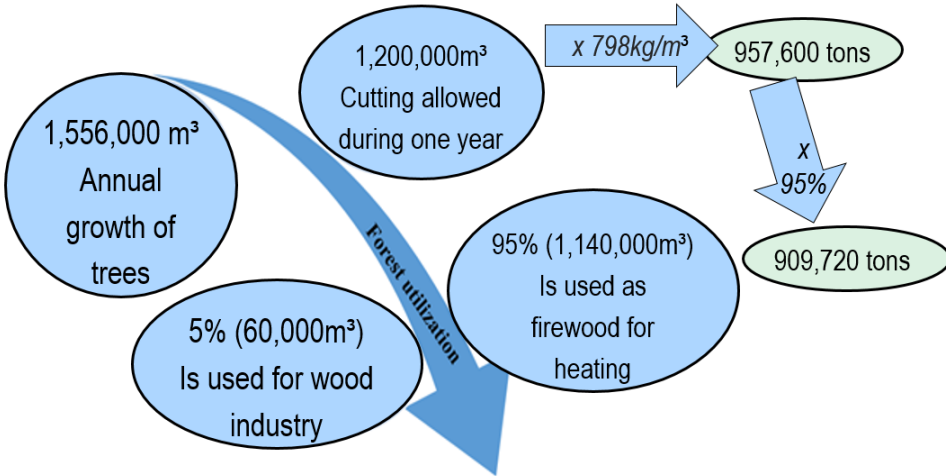 1,556,000 m³
Annual
growth of
trees
1,200,000m³
Cutting allowed
during one year
x 798kg/m³
957,600 tons
x
95%
909,720 tons
Forest utilization
95% (1,140,000m³)
Is used as
firewood for
heating
5% (60,000m³)
Is used for wood
industry